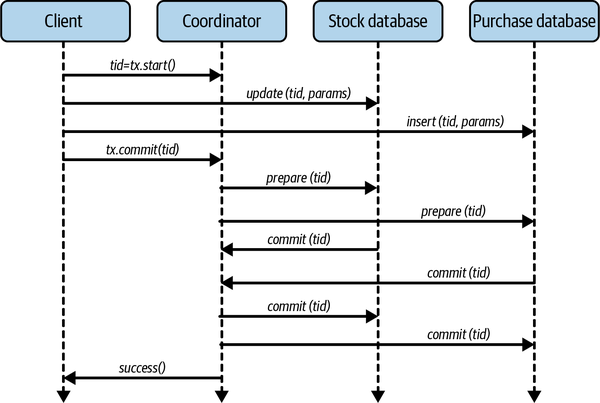 Client
Coordinator
Stock database
Purchase database
tid=tx.start()
update (tid, params)
insert (tid, params)
tx.commit(tid)
prepare (tid)
prepare (tid)
commit (tid)
commit (tid)
commit (tid)
commit (tid)
success()